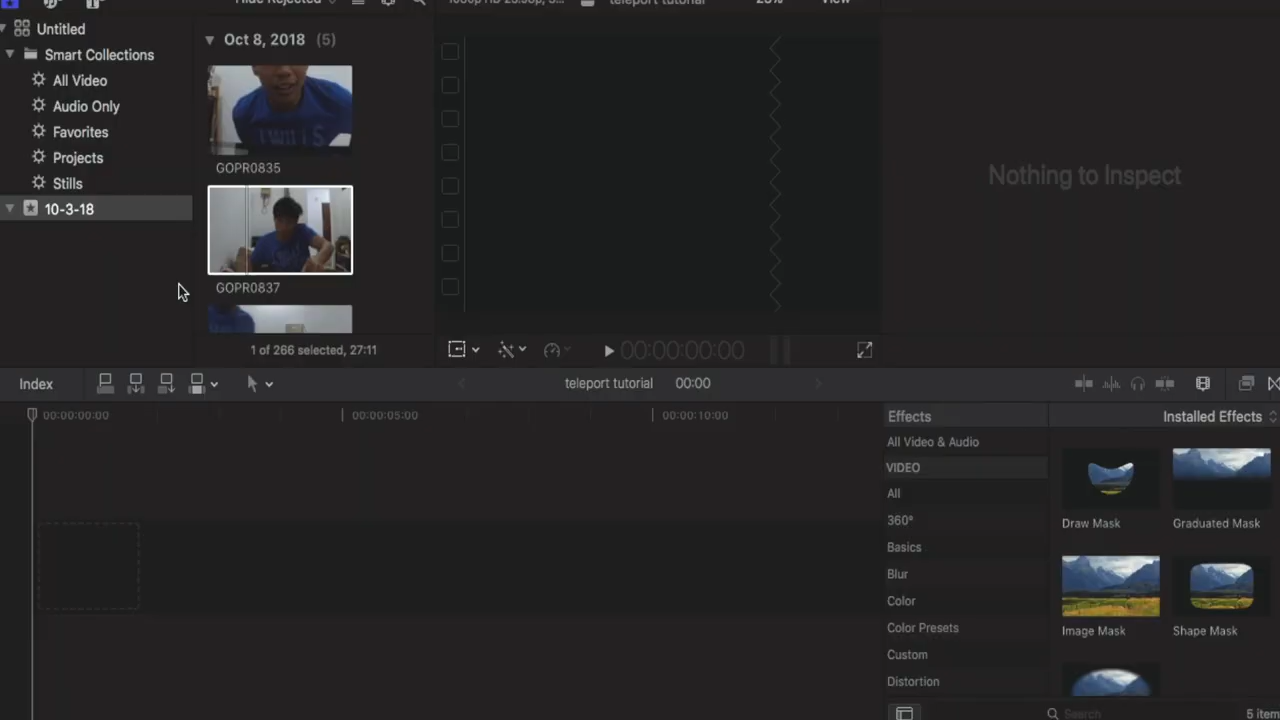 Hide Rejected
teleport tutorial
View
Untitled
Smart Collections
All Video
Audio Only
Favorites
Projects
Stills
10-3-18
Oct 8, 2018 (5)
TWILLS
GOPR0835
GOPR0837
1 of 266 selected, 27:11
00:00:00:00
Nothing to Inspect
Index
teleport tutorial 00:00
00:00:00:00
00:00:05:00
00:00:10:00
Effects
Installed Effects
All Video & Audio
VIDEO
All
360°
Basics
Blur
Color
Color Presets
Custom
Distortion
Draw Mask
Graduated Mask
Image Mask
Shape Mask
Search
5 item